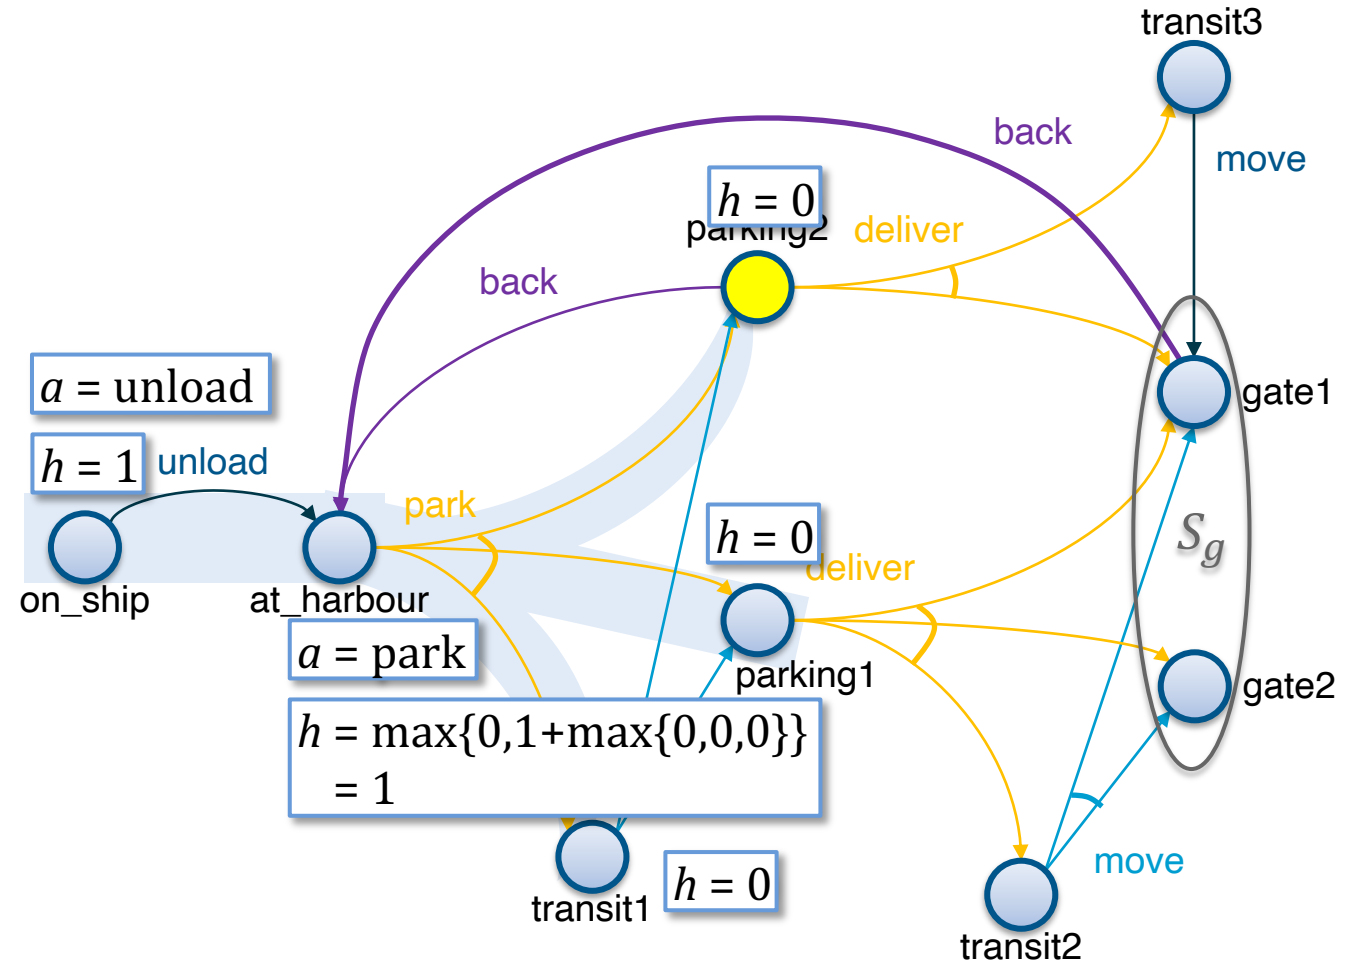 transit3
back
move
h = 0
parking2
deliver
back
a = unload
gate1
h = 1
unload
park
h = 0
S_g
deliver
on_ship
at_harbour
a = park
parking1
gate2
h = max{0,1+max{0,0,0}}
= 1
move
h = 0
transit1
transit2